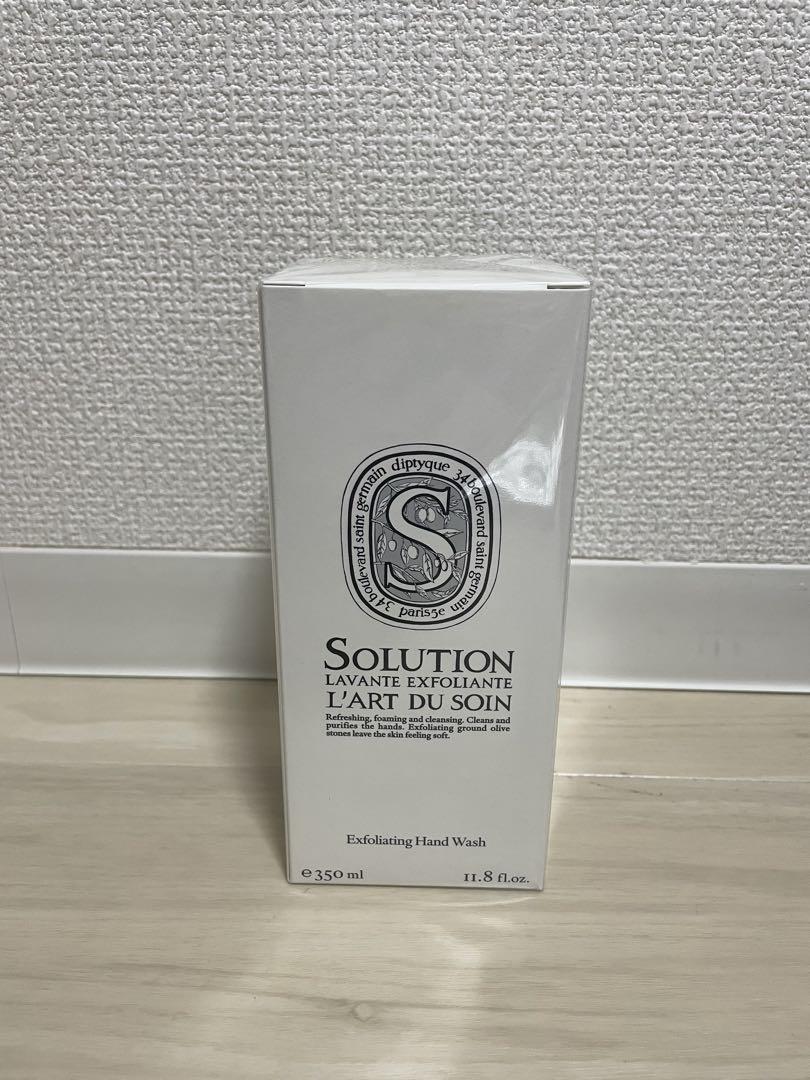 diptyque 34 boulevard saint germain paris 5e 34 boulevard saint germain
S
SOLUTION
LAVANTE EXFOLIANTE
L'ART DU SOIN
Refreshing, foaming and cleansing. Cleans and
purifies the hands. Exfoliating ground olive
stones leave the skin feeling soft.
Exfoliating Hand Wash
e 350 ml
11.8 fl.oz.